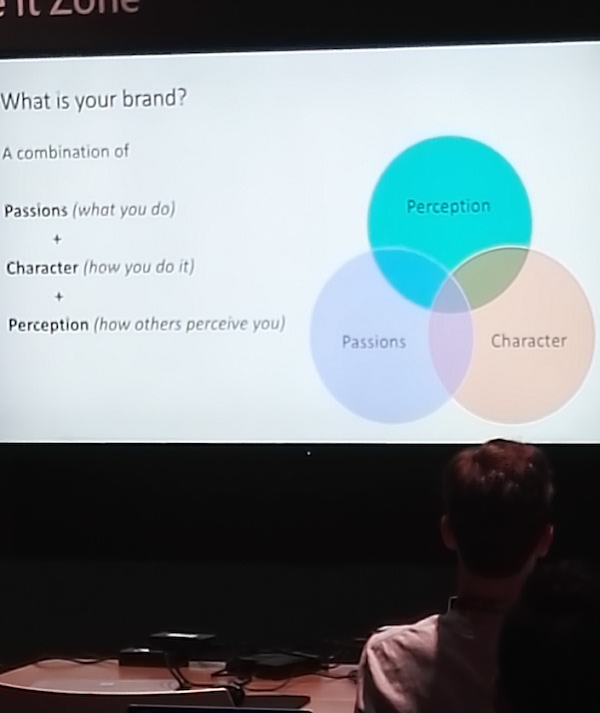 it Zone
What is your brand?
A combination of
Passions (what you do)
+
Character (how you do it)
+
Perception (how others perceive you)
Perception
Passions
Character